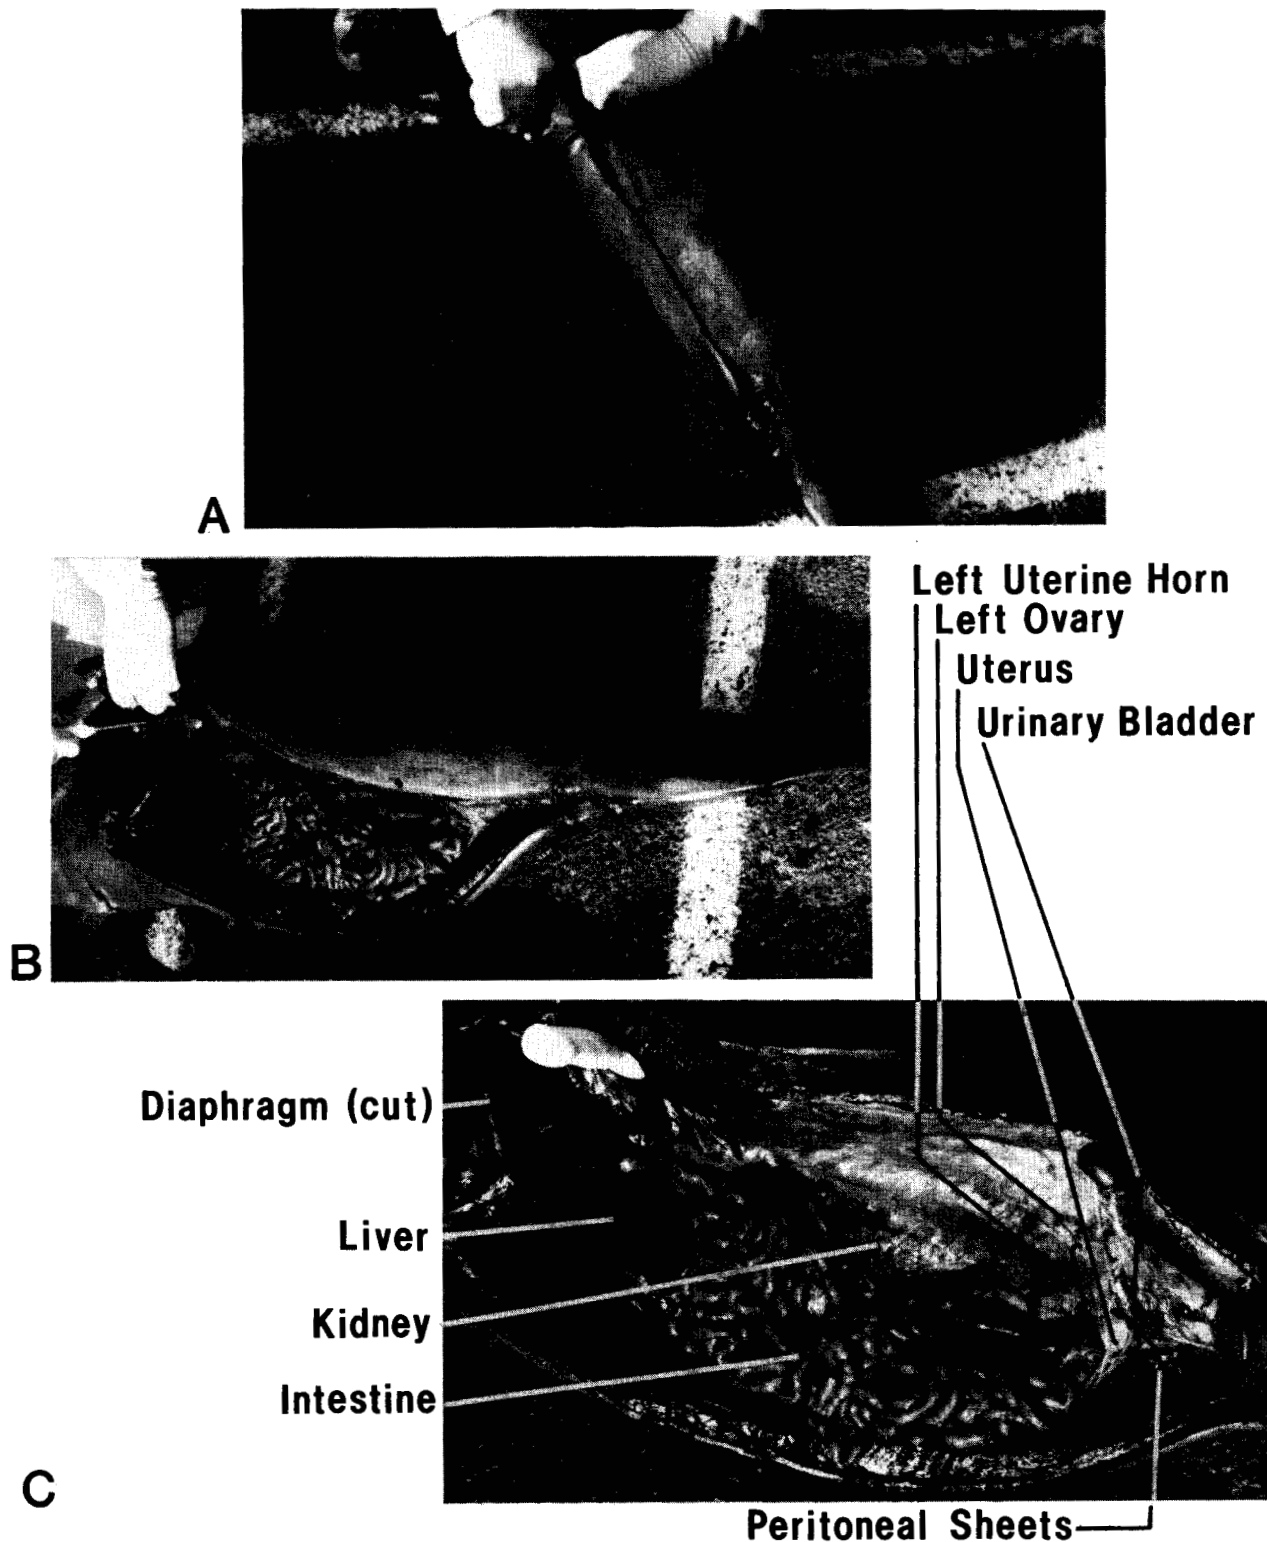 A
B
Left Uterine Horn
Left Ovary
Uterus
Urinary Bladder
Diaphragm (cut)
Liver
Kidney
Intestine
C
Peritoneal Sheets